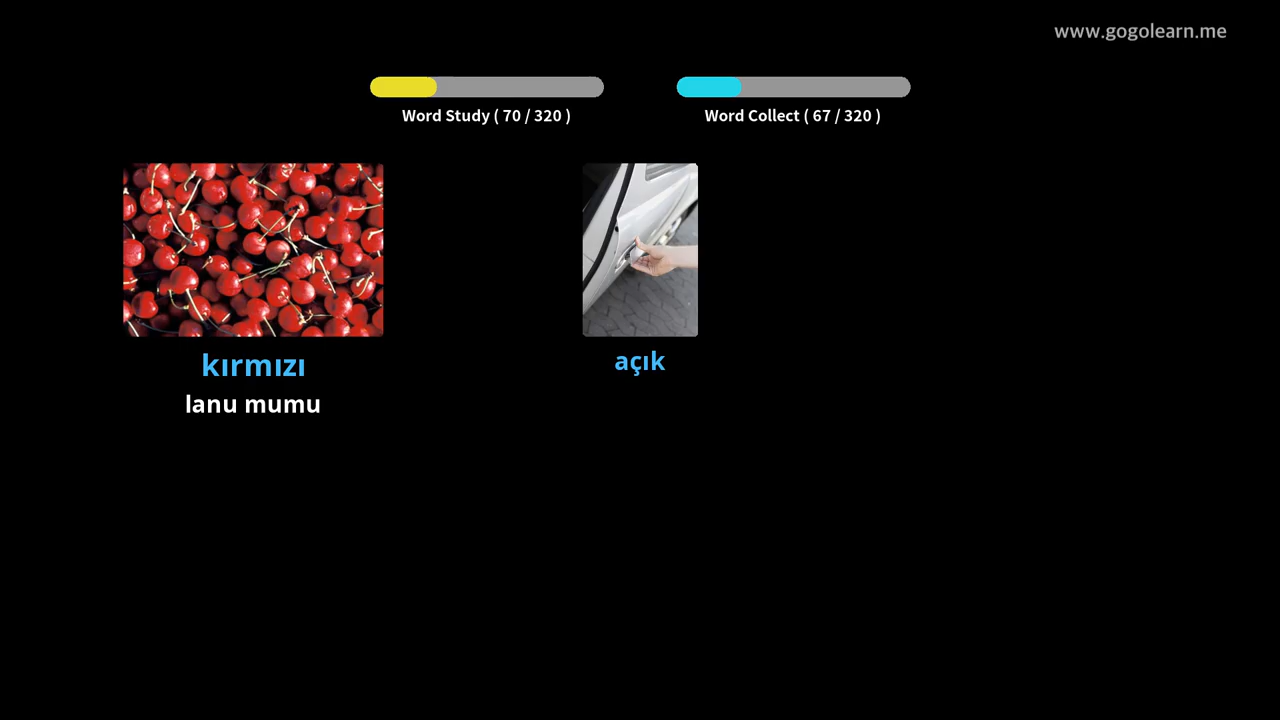 www.gogolearn.me
Word Study ( 70 / 320 )
Word Collect ( 67 / 320 )
kırmızı
lanu mumu
açık